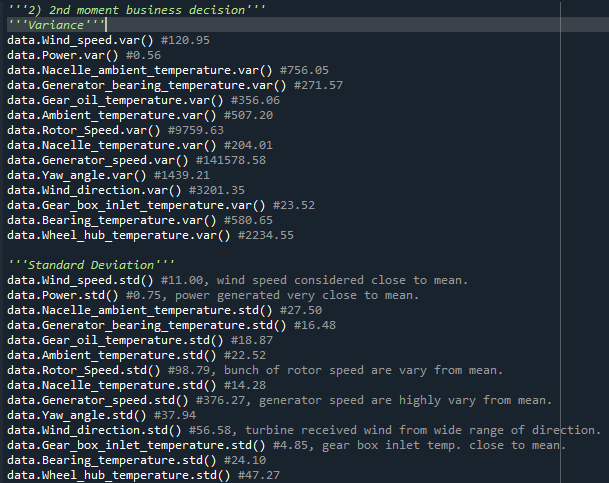 '''2) 2nd moment business decision'''
'''Variance'''
data.Wind_speed.var() #120.95
data.Power.var() #0.56
data.Nacelle_ambient_temperature.var() #756.05
data.Generator_bearing_temperature.var() #271.57
data.Gear_oil_temperature.var() #356.06
data.Ambient_temperature.var() #507.20
data.Rotor_Speed.var() #9759.63
data.Nacelle_temperature.var() #204.01
data.Generator_speed.var() #141578.58
data.Yaw_angle.var() #1439.21
data.Wind_direction.var() #3201.35
data.Gear_box_inlet_temperature.var() #23.52
data.Bearing_temperature.var() #580.65
data.Wheel_hub_temperature.var() #2234.55
'''Standard Deviation'''
data.Wind_speed.std() #11.00, wind speed considered close to mean.
data.Power.std() #0.75, power generated very close to mean.
data.Nacelle_ambient_temperature.std() #27.50
data.Generator_bearing_temperature.std() #16.48
data.Gear_oil_temperature.std() #18.87
data.Ambient_temperature.std() #22.52
data.Rotor_Speed.std() #98.79, bunch of rotor speed are vary from mean.
data.Nacelle_temperature.std() #14.28
data.Generator_speed.std() #376.27, generator speed are highly vary from mean.
data.Yaw_angle.std() #37.94
data.Wind_direction.std() #56.58, turbine received wind from wide range of direction.
data.Gear_box_inlet_temperature.std() #4.85, gear box inlet temp. close to mean.
data.Bearing_temperature.std() #24.10
data.Wheel_hub_temperature.std() #47.27